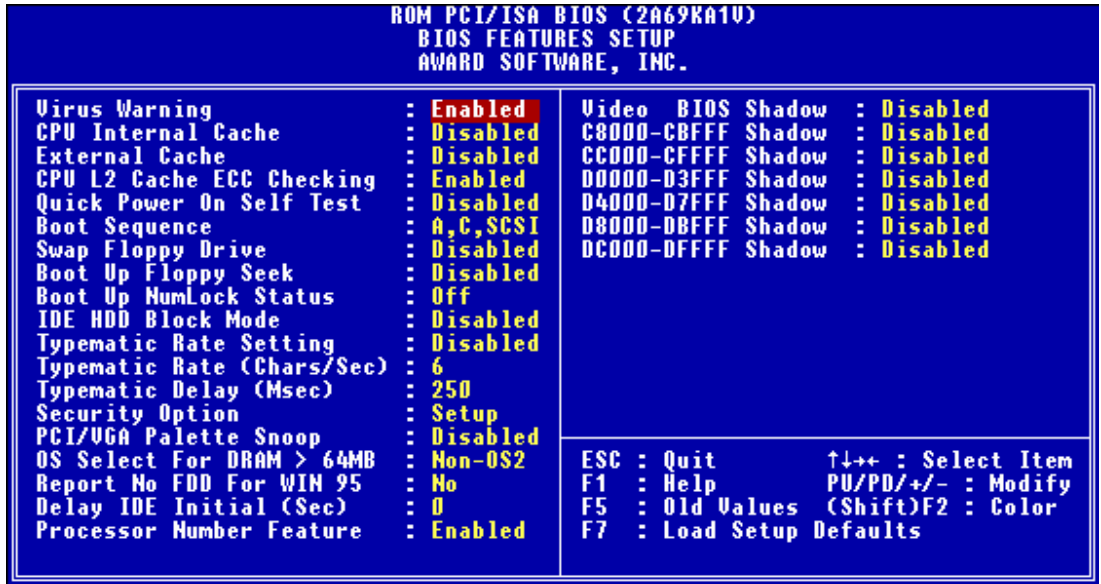 ROM PCI/ISA BIOS (2A69KA1V)
BIOS FEATURES SETUP
AWARD SOFTWARE, INC.
Virus Warning : Enabled
CPU Internal Cache : Disabled
External Cache : Disabled
CPU L2 Cache ECC Checking : Enabled
Quick Power On Self Test : Disabled
Boot Sequence : A,C,SCSI
Swap Floppy Drive : Disabled
Boot Up Floppy Seek : Disabled
Boot Up NumLock Status : Off
IDE HDD Block Mode : Disabled
Typematic Rate Setting : Disabled
Typematic Rate (Chars/Sec) : 6
Typematic Delay (Msec) : 250
Security Option : Setup
PCI/VGA Palette Snoop : Disabled
OS Select For DRAM > 64MB : Non-OS2
Report No FDD For WIN 95 : No
Delay IDE Initial (Sec) : 0
Processor Number Feature : Enabled
Video BIOS Shadow : Disabled
C8000-CBFFF Shadow : Disabled
CC000-CFFFF Shadow : Disabled
D0000-D3FFF Shadow : Disabled
D4000-D7FFF Shadow : Disabled
D8000-DBFFF Shadow : Disabled
DC000-DFFFF Shadow : Disabled
ESC : Quit ↑↓→← : Select Item
F1 : Help PU/PD/+/- : Modify
F5 : Old Values (Shift)F2 : Color
F7 : Load Setup Defaults